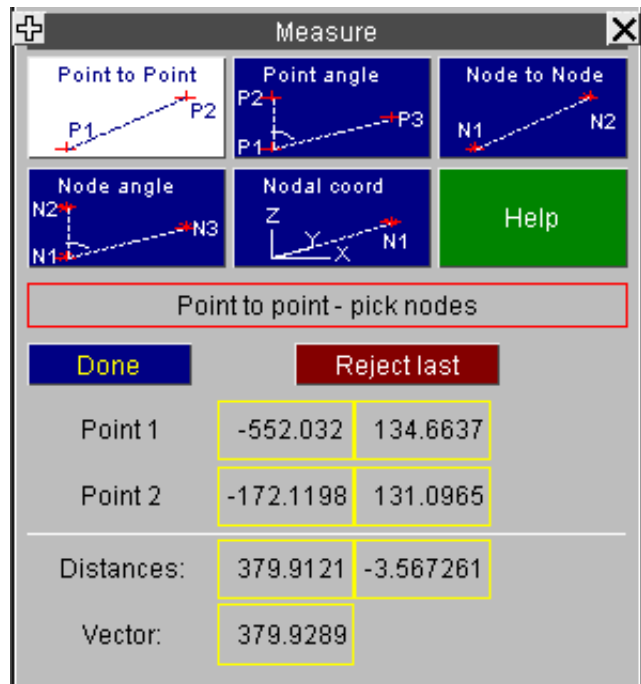 Measure
Point to Point
P1
P2
Point angle
P2
P1
P3
Node to Node
N1
N2
Node angle
N2
N1
N3
Nodal coord
Z
Y
X
N1
Help
Point to point - pick nodes
Done
Reject last
Point 1 -552.032 134.6637
Point 2 -172.1198 131.0965
Distances: 379.9121 -3.567261
Vector: 379.9289